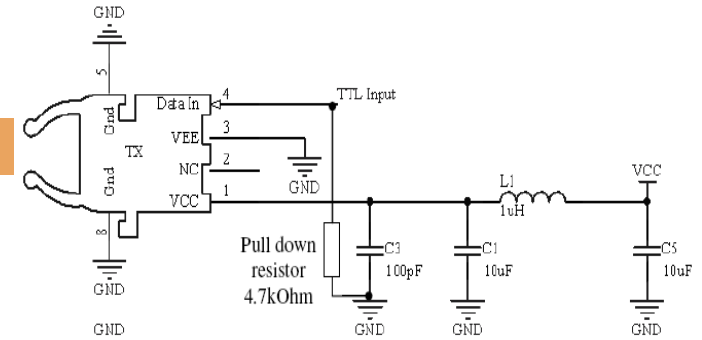 GND
5
Gnd
Data In
4
TTL Input
VEE
3
TX
GND
NC
2
Gnd
VCC
1
L1
1uH
VCC
8
GND
Pull down
resistor
4.7kOhm
C3
100pF
C1
10uF
C5
10uF
GND
GND
GND
GND